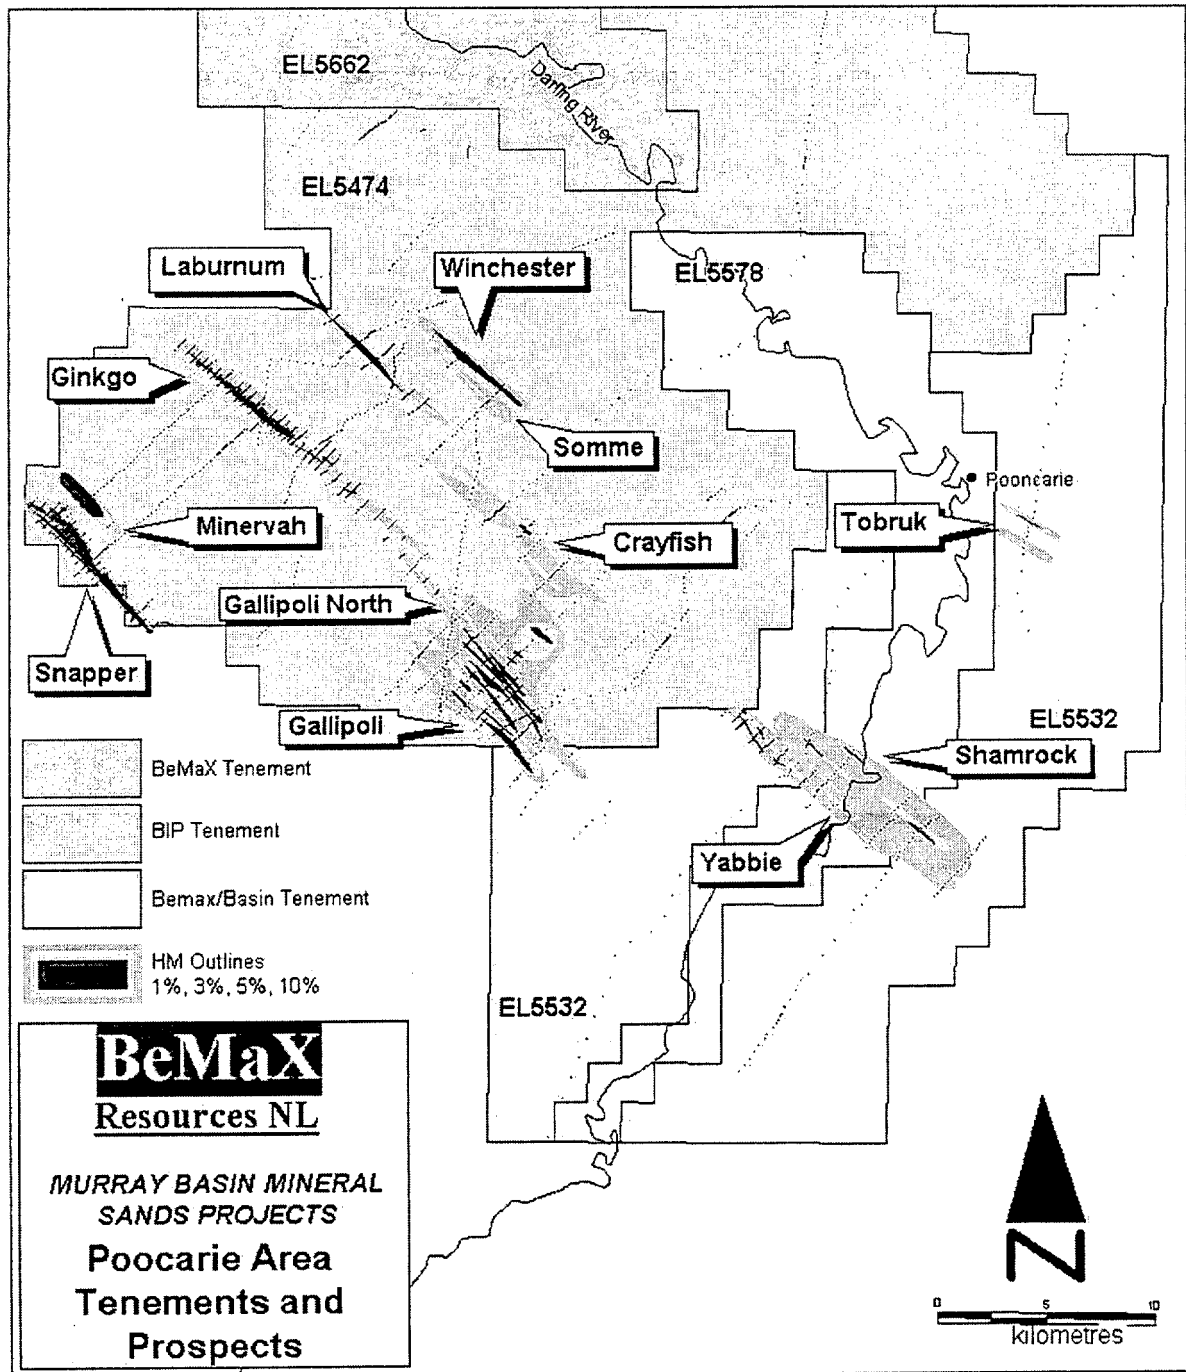 EL5662
Darling River
EL5474
Laburnum
Winchester
EL5578
Ginkgo
Somme
Pooncarie
Minervah
Tobruk
Crayfish
Gallipoli North
Snapper
Gallipoli
EL5532
Shamrock
BeMaX Tenement
BIP Tenement
Yabbie
Bemax/Basin Tenement
HM Outlines
1%, 3%, 5%, 10%
EL5532
BeMaX
Resources NL
MURRAY BASIN MINERAL
SANDS PROJECTS
Poocarie Area
Tenements and
Prospects
N
0 5 10
kilometres